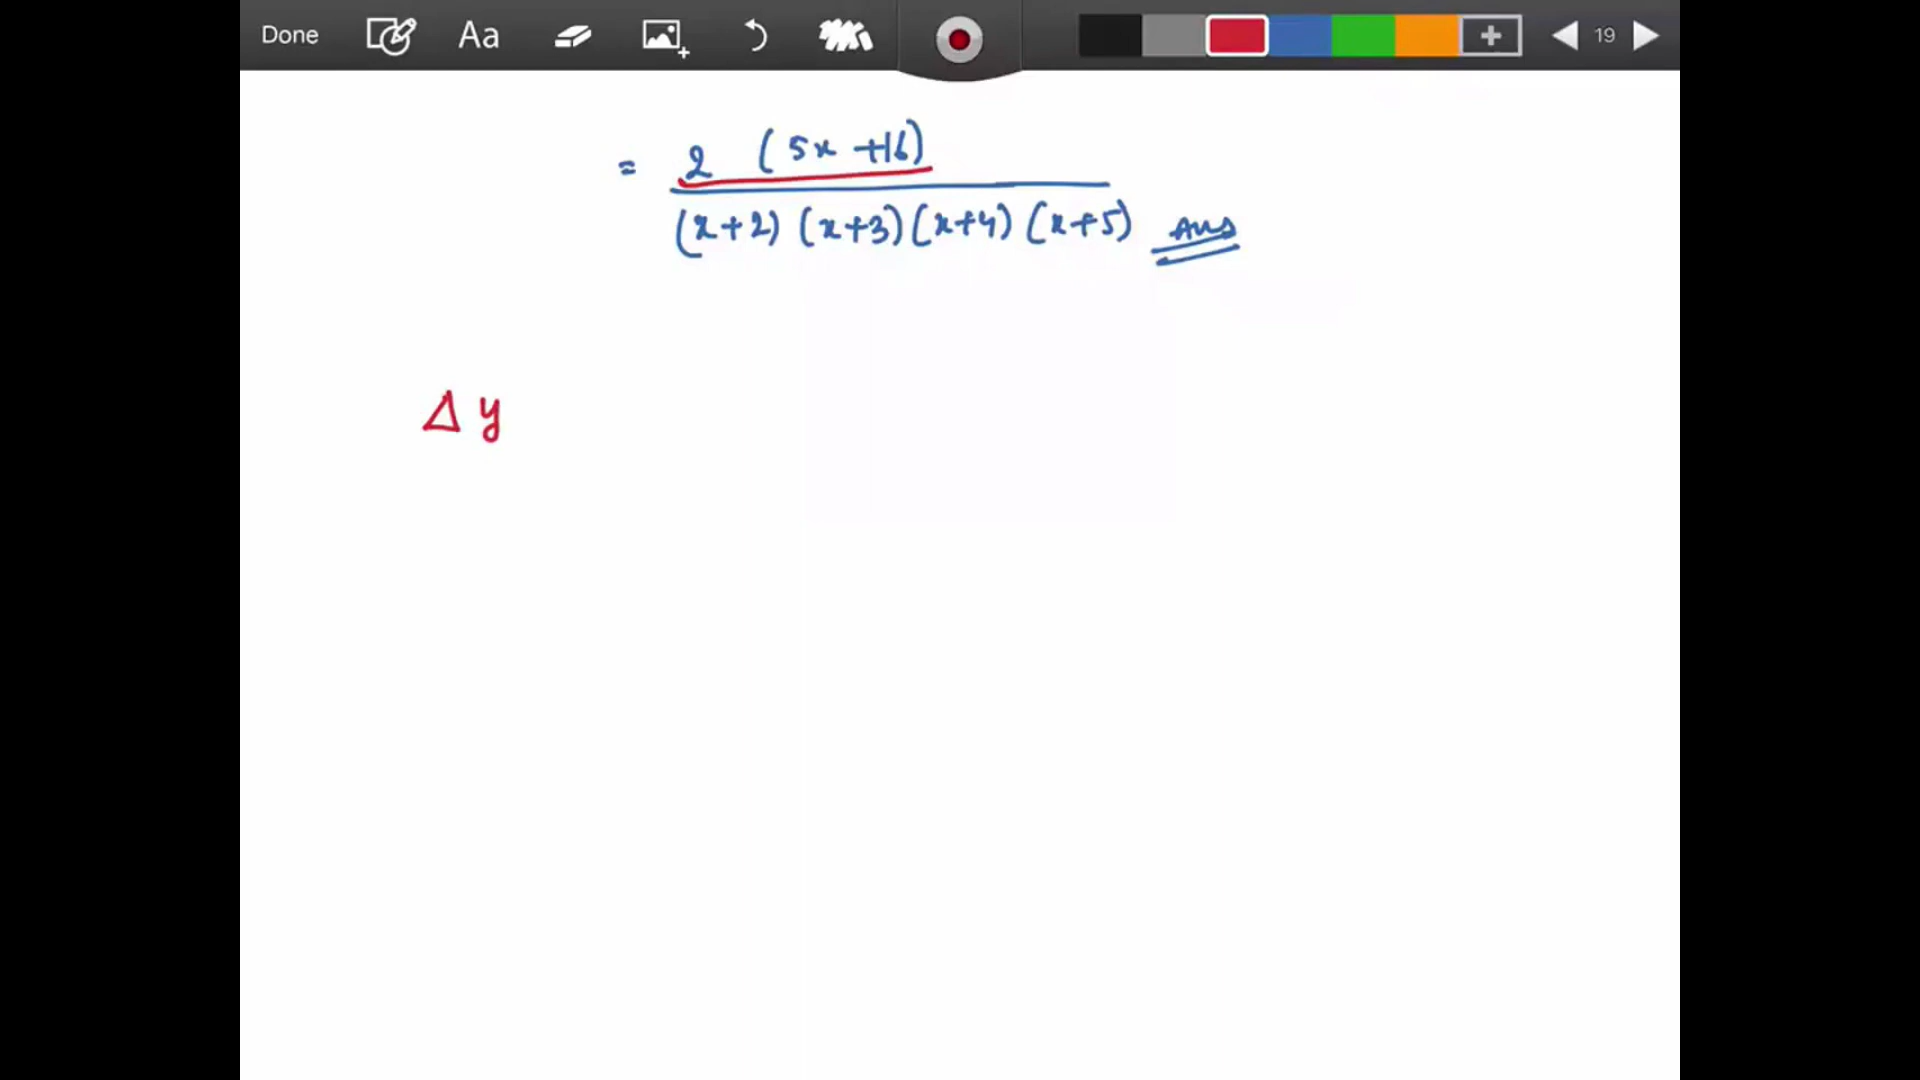 Done Aa 19
= 2 (5x +16)
(x+2) (x+3) (x+4) (x+5) Ans
Δ y